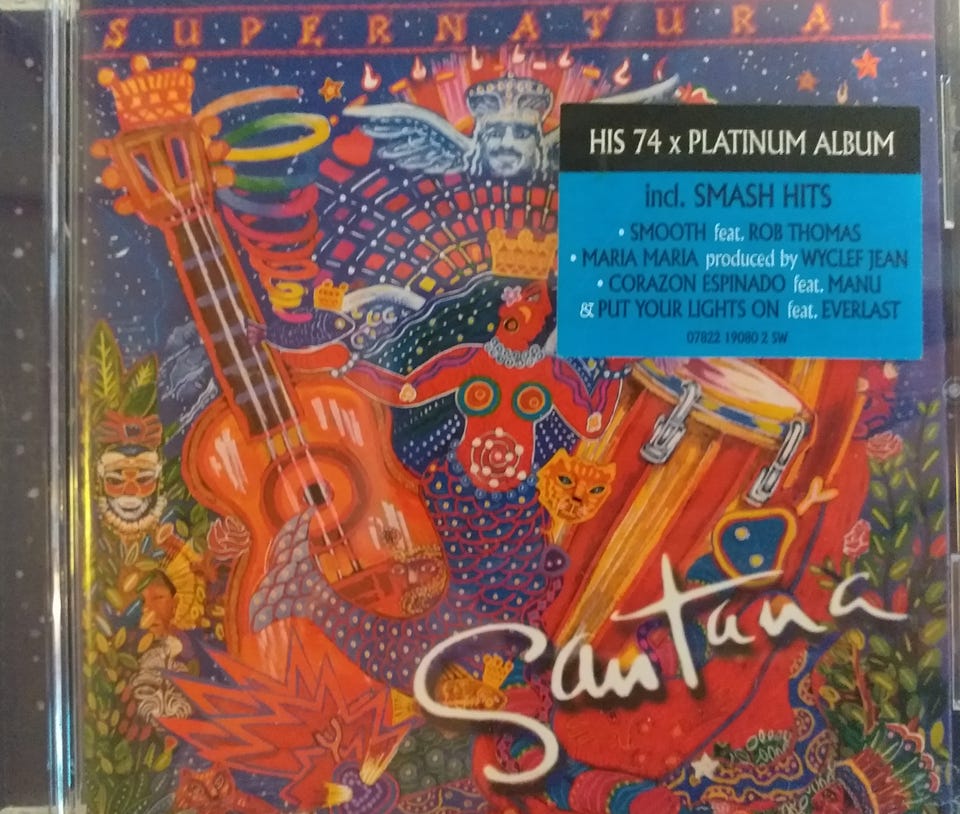 SUPERNATURAL
HIS 74 x PLATINUM ALBUM
incl. SMASH HITS
• SMOOTH feat. ROB THOMAS
• MARIA MARIA produced by WYCLEF JEAN
• CORAZON ESPINADO feat. MANU
& PUT YOUR LIGHTS ON feat. EVERLAST
07822 19080 2 SW
Santana